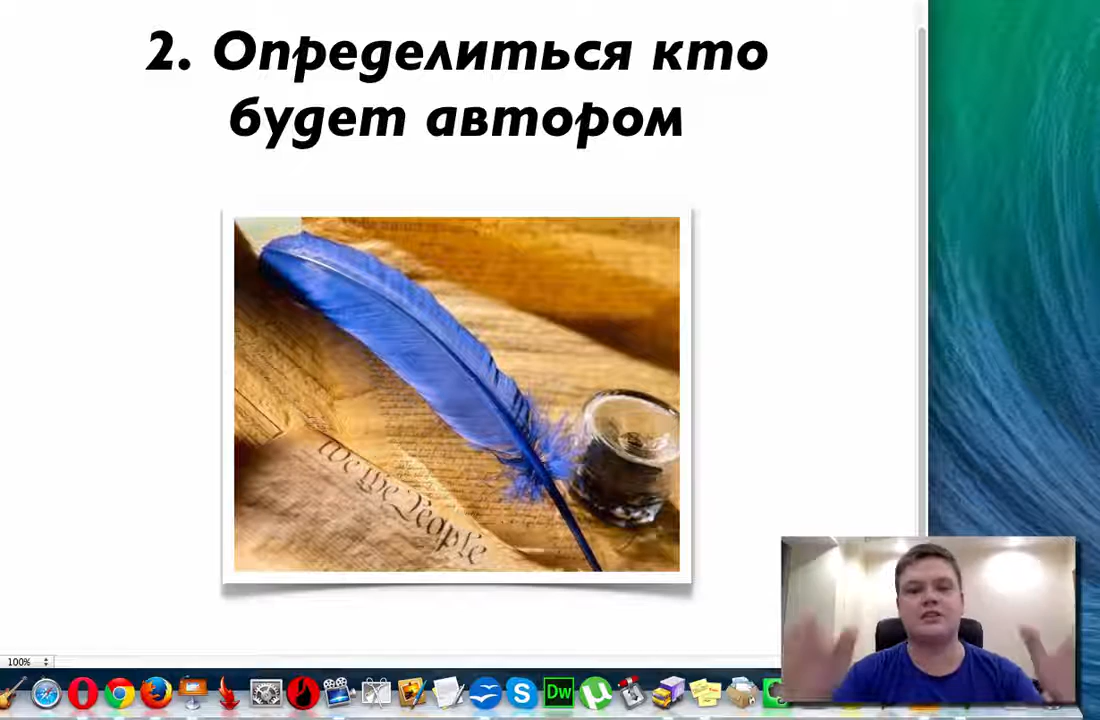 2. Определиться кто
будет автором
We the People
100%
Dw